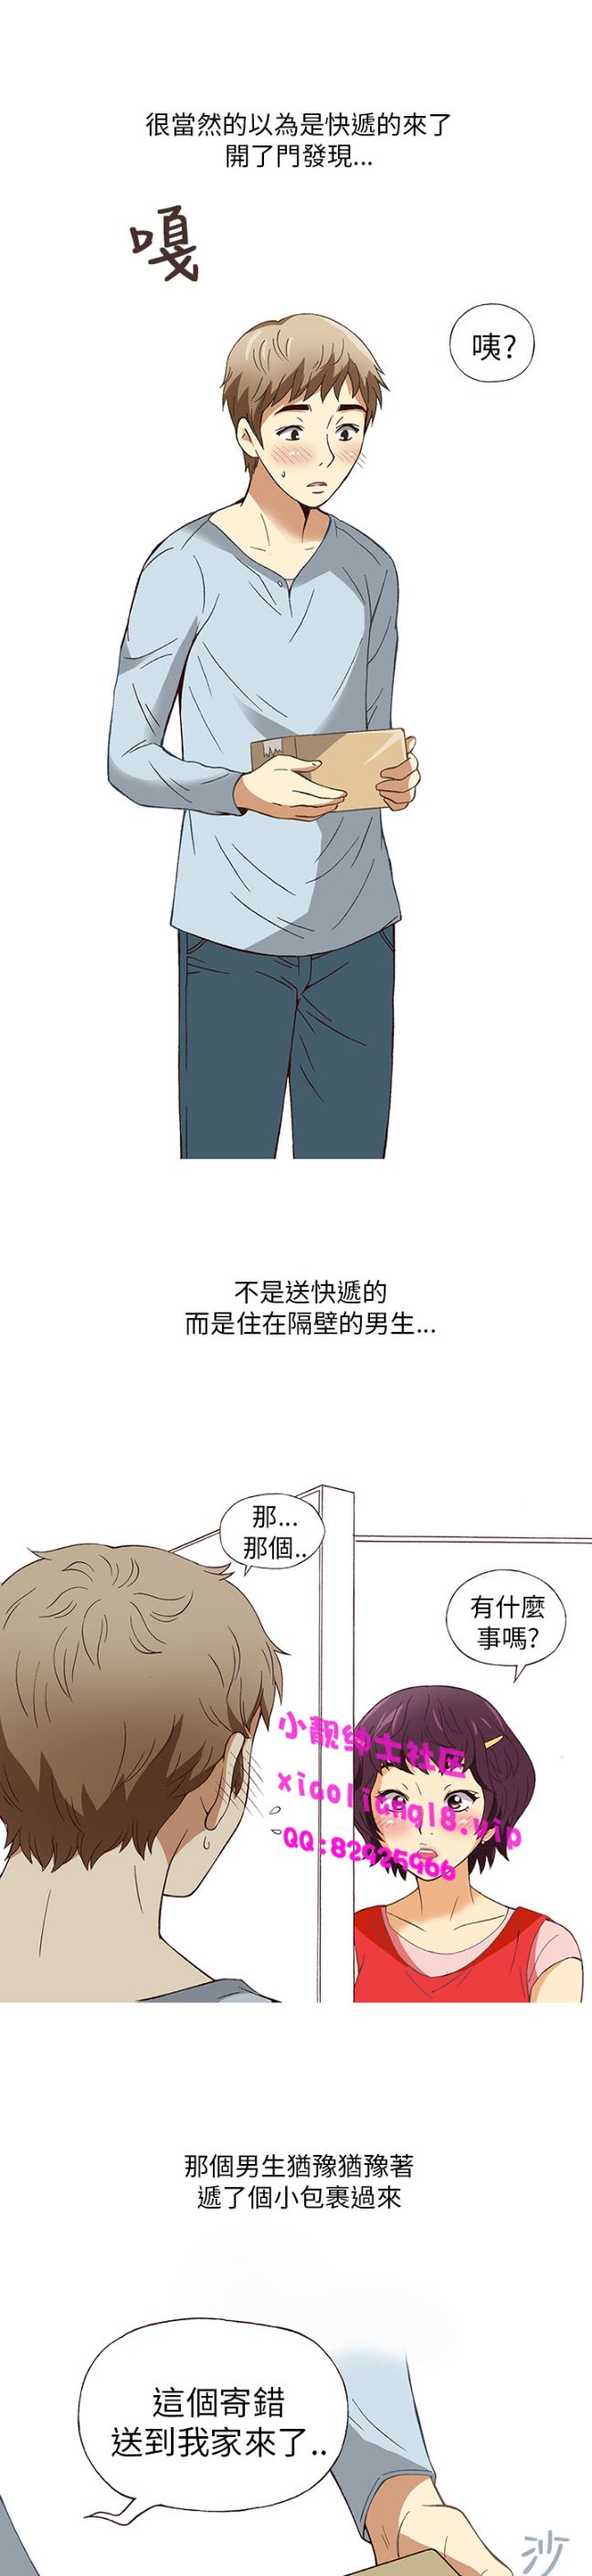 很當然的以為是快遞的來了
開了門發現...
嘎
咦?
不是送快遞的
而是住在隔壁的男生...
那...
那個..
有什麼
事嗎?
小靓绅士社区
xiaoliang18.vip
QQ:82925966
那個男生猶豫猶豫著
遞了個小包裹過來
這個寄錯
送到我家來了..
沙